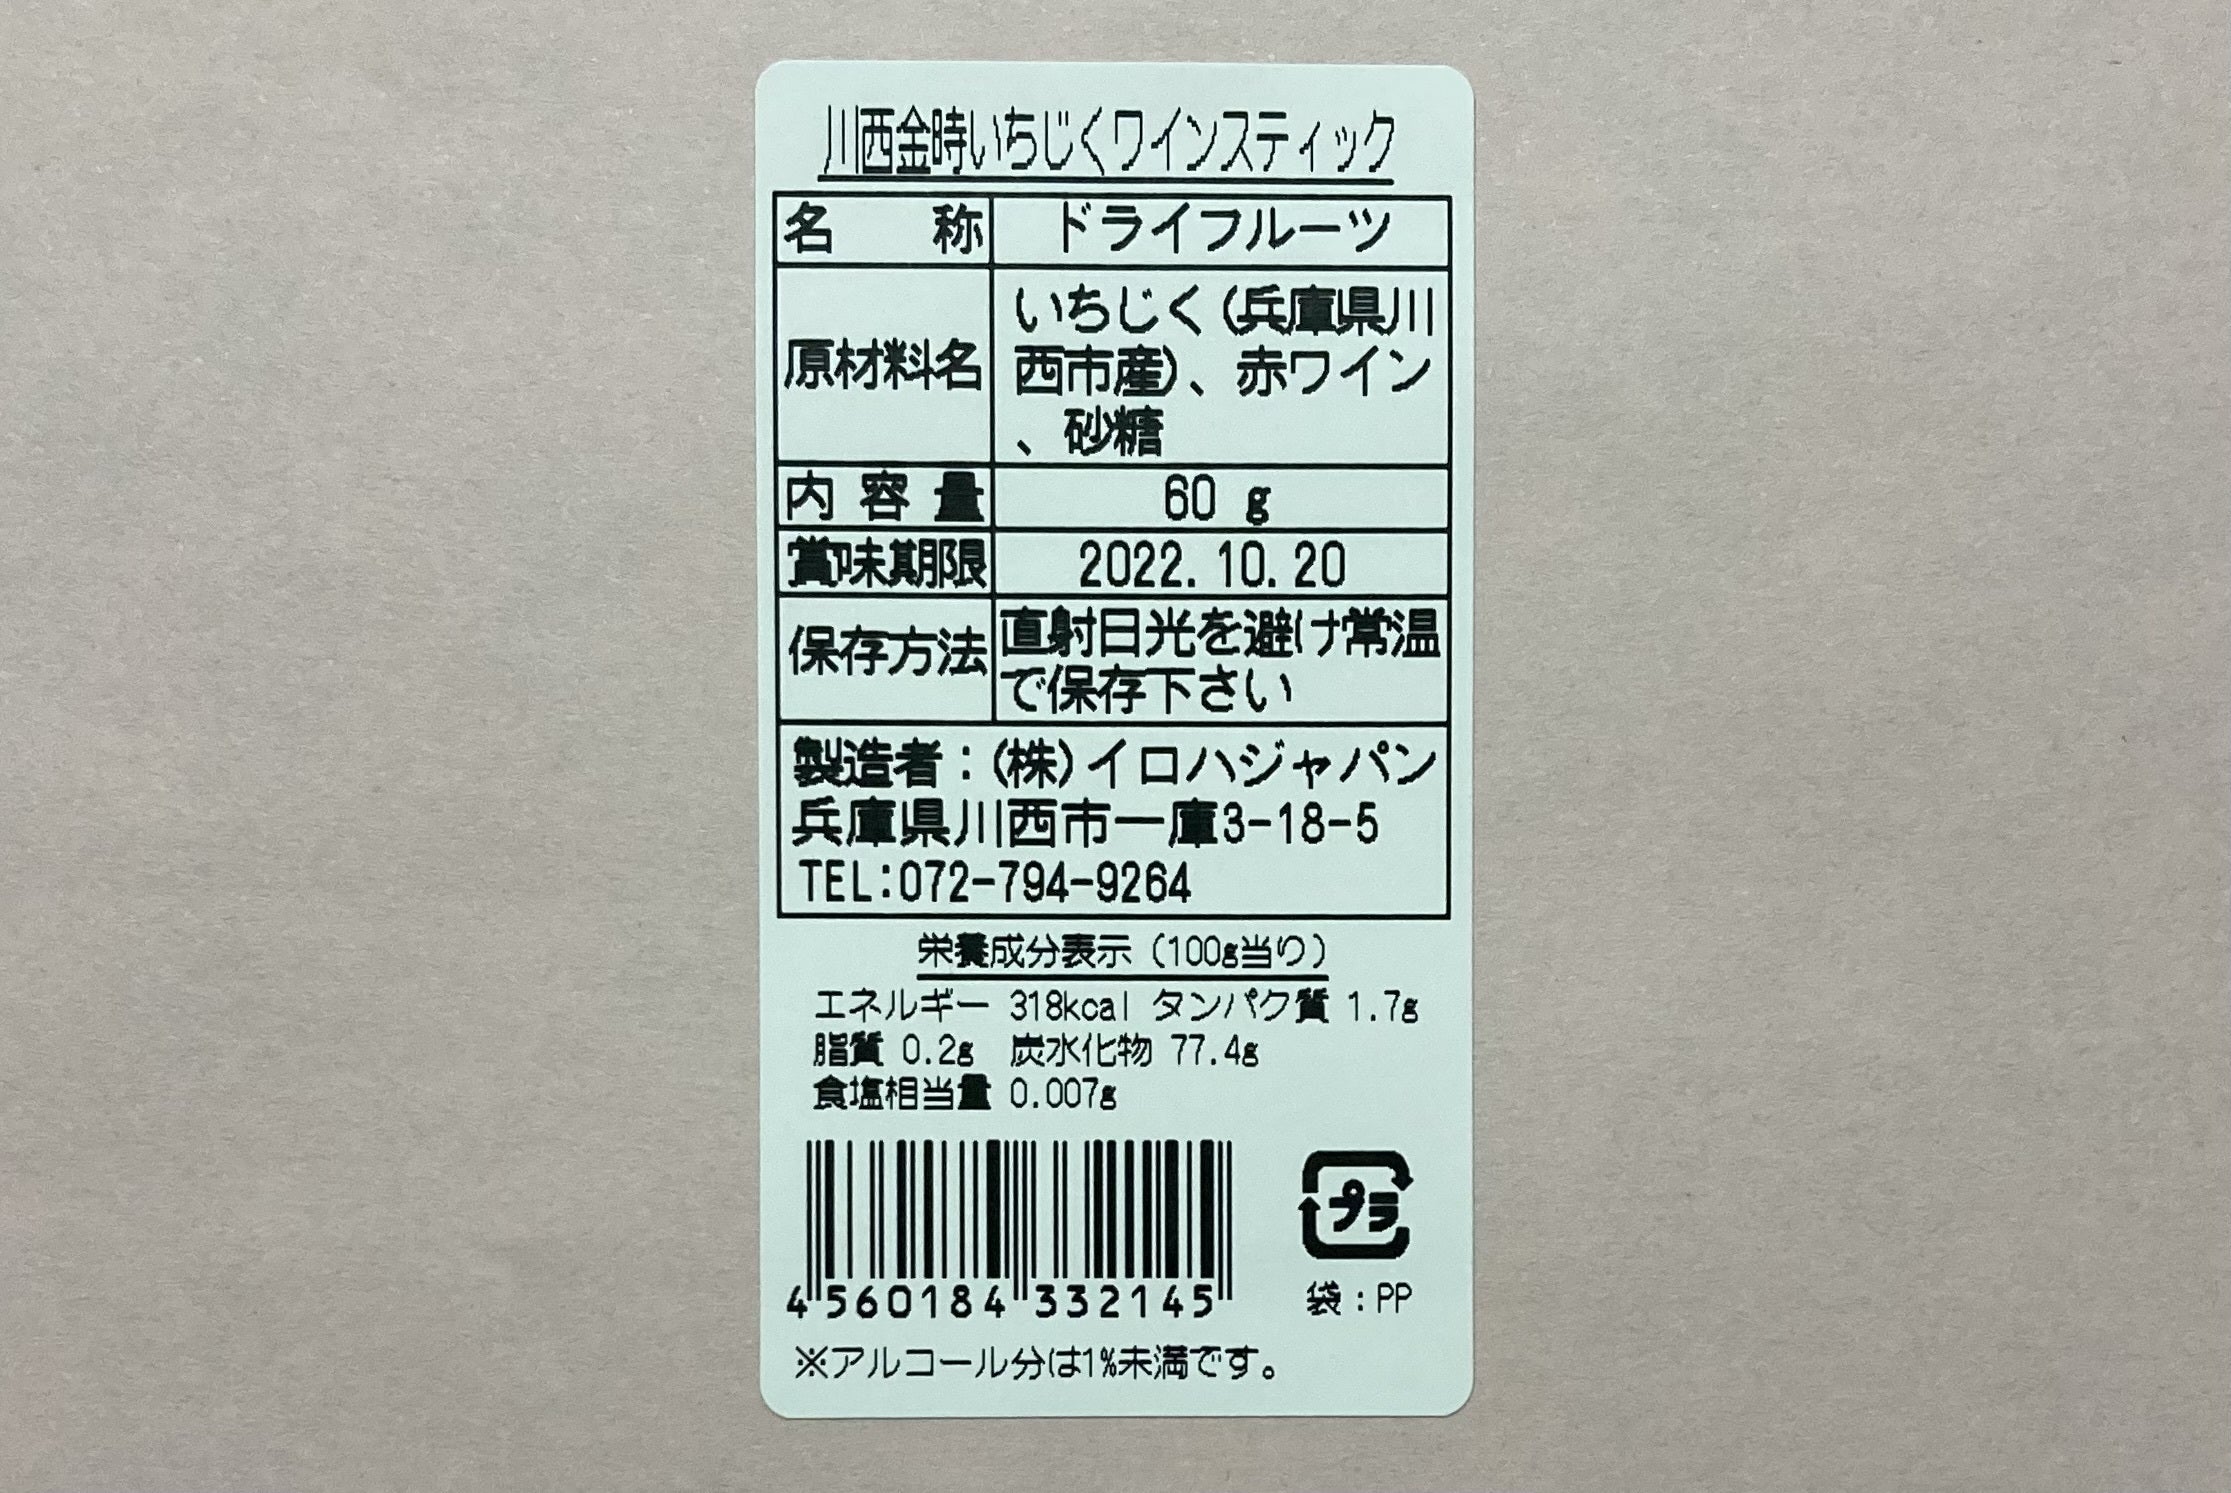 川西金時いちじくワインスティック
名称 ドライフルーツ
原材料名 いちじく(兵庫県川
西市産)、赤ワイン
、砂糖
内容量 60 g
賞味期限 2022.10.20
保存方法 直射日光を避け常温
で保存下さい
製造者:(株)イロハジャパン
兵庫県川西市一庫3-18-5
TEL:072-794-9264
栄養成分表示(100g当り)
エネルギー 318kcal タンパク質 1.7g
脂質 0.2g 炭水化物 77.4g
食塩相当量 0.007g
4560184332145
プラ
袋:PP
※アルコール分は1%未満です。